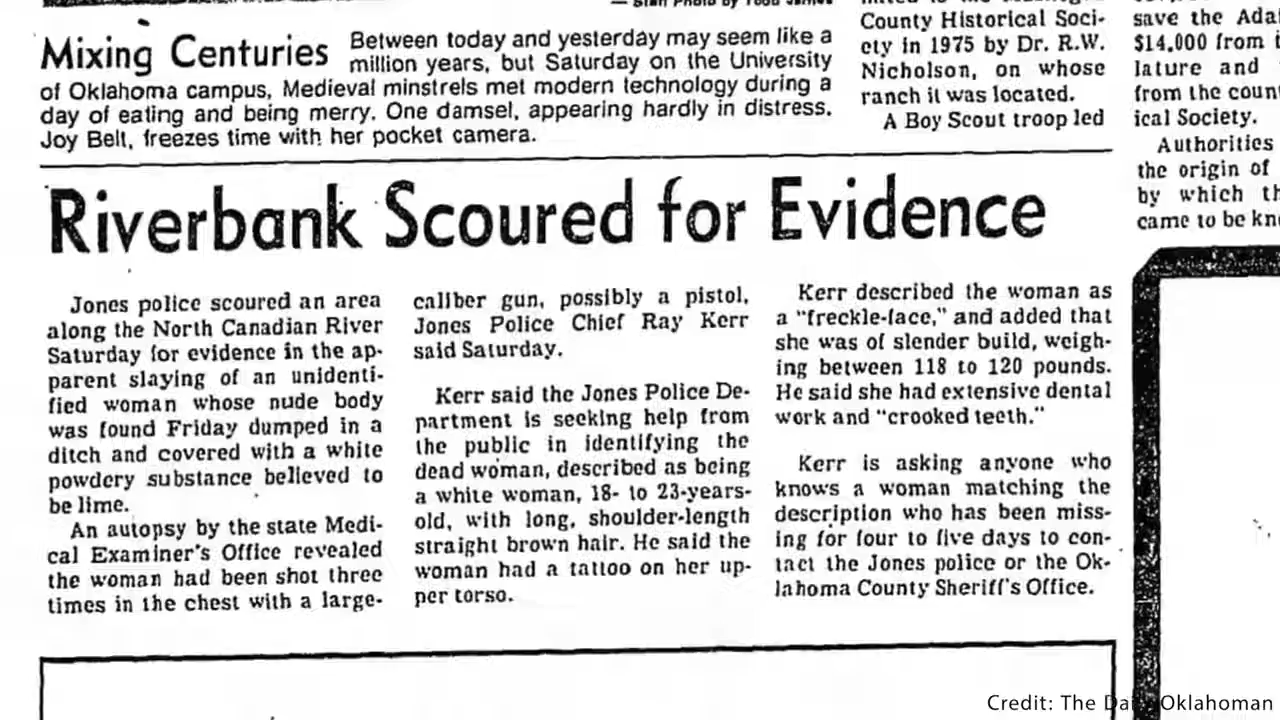 — Staff Photo by Todd James
Mixing Centuries
Between today and yesterday may seem like a
million years, but Saturday on the University
of Oklahoma campus, Medieval minstrels met modern technology during a
day of eating and being merry. One damsel, appearing hardly in distress.
Joy Belt, freezes time with her pocket camera.
County Historical Soci-
ety in 1975 by Dr. R.W.
Nicholson, on whose
ranch it was located.
A Boy Scout troop led
save the Ada
$14,000 from
lature and
from the coun
ical Society.
Authorities
the origin of
by which th
came to be kn
Riverbank Scoured for Evidence
Jones police scoured an area
along the North Canadian River
Saturday for evidence in the ap-
parent slaying of an unidenti-
fied woman whose nude body
was found Friday dumped in a
ditch and covered with a white
powdery substance believed to
be lime.
An autopsy by the state Medi-
cal Examiner's Office revealed
the woman had been shot three
times in the chest with a large-
caliber gun, possibly a pistol,
Jones Police Chief Ray Kerr
said Saturday.
Kerr said the Jones Police De-
partment is seeking help from
the public in identifying the
dead woman, described as being
a white woman, 18- to 23-years-
old, with long, shoulder-length
straight brown hair. He said the
woman had a tattoo on her up-
per torso.
Kerr described the woman as
a "freckle-face," and added that
she was of slender build, weigh-
ing between 118 to 120 pounds.
He said she had extensive dental
work and "crooked teeth."
Kerr is asking anyone who
knows a woman matching the
description who has been miss-
ing for four to five days to con-
tact the Jones police or the Ok-
lahoma County Sheriff's Office.
Credit: The Daily Oklahoman